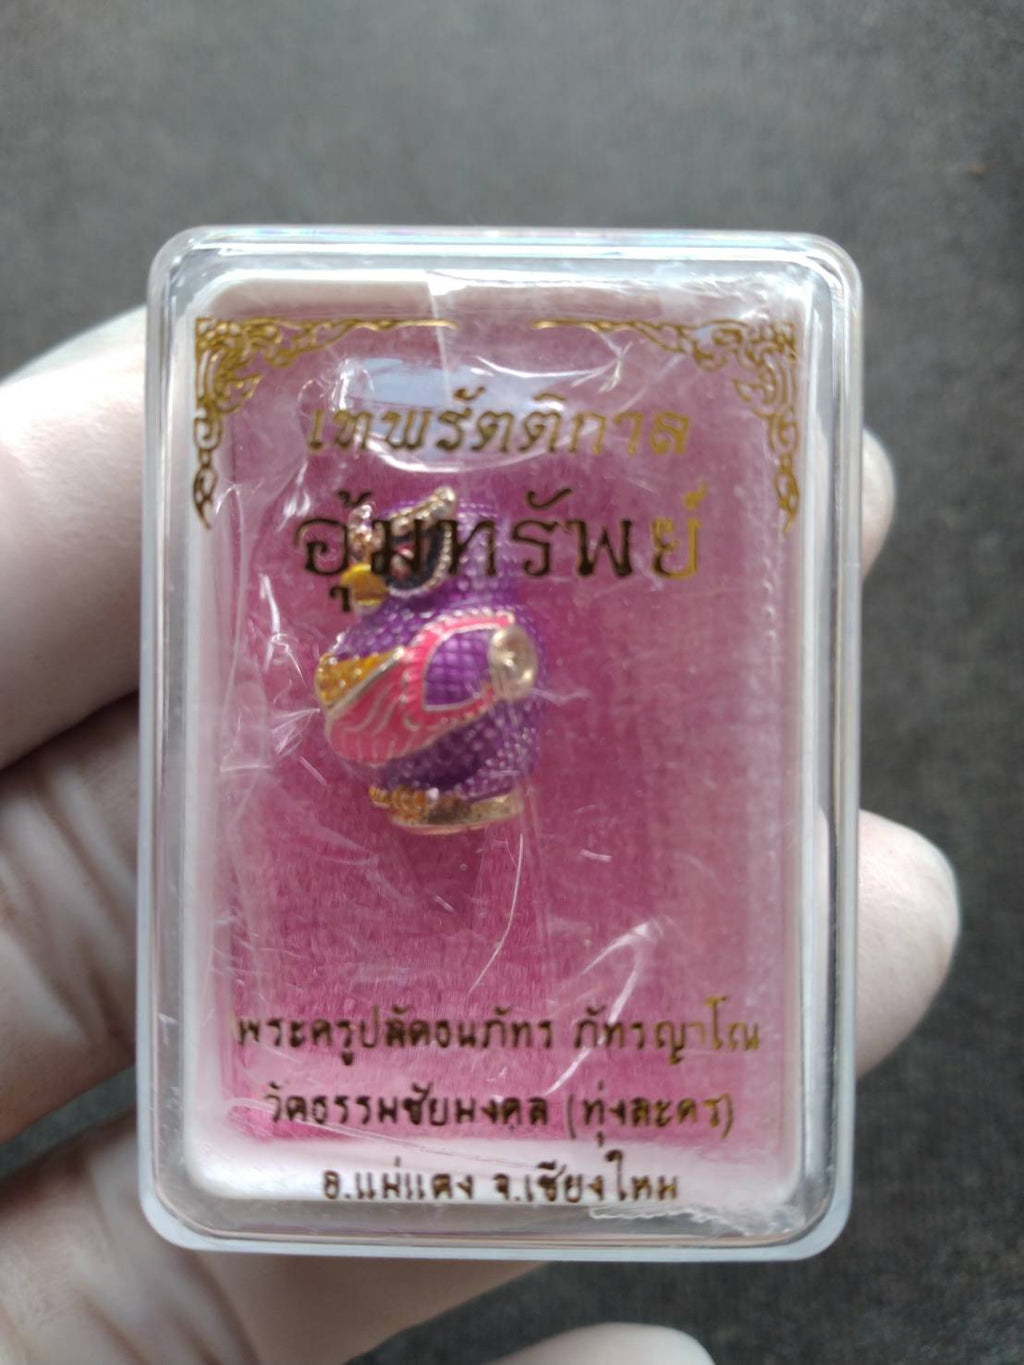 เทพรัตติกาล
อุ้มทรัพย์
พระครูปลัดอนภัทร ภัทรญาโณ
วัดธรรมชัยมงคล (ทุ่งละคร)
อ.แม่แตง จ.เชียงใหม่